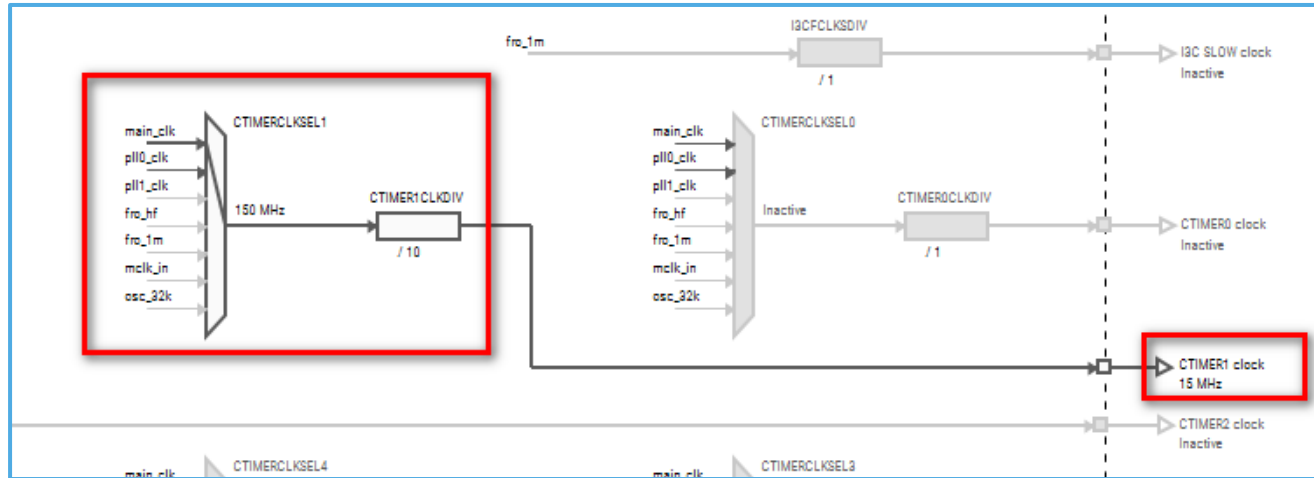 I3CFCLKSDIV
fro_1m
/ 1
I3C SLOW clock
Inactive
CTIMERCLKSEL1
main_clk
pll0_clk
pll1_clk
fro_hf
fro_1m
mclk_in
osc_32k
150 MHz
CTIMER1CLKDIV
/ 10
CTIMERCLKSEL0
main_clk
pll0_clk
pll1_clk
fro_hf
fro_1m
mclk_in
osc_32k
Inactive
CTIMER0CLKDIV
/ 1
CTIMER0 clock
Inactive
CTIMER1 clock
15 MHz
CTIMER2 clock
Inactive
CTIMERCLKSEL4
main_clk
CTIMERCLKSEL3
main_clk